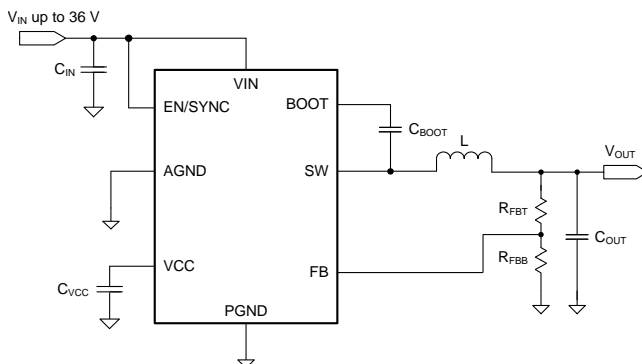 VIN up to 36 V
CIN
VIN
EN/SYNC
BOOT
CBOOT
L
VOUT
AGND
SW
RFBT
COUT
RFBB
VCC
FB
CVCC
PGND